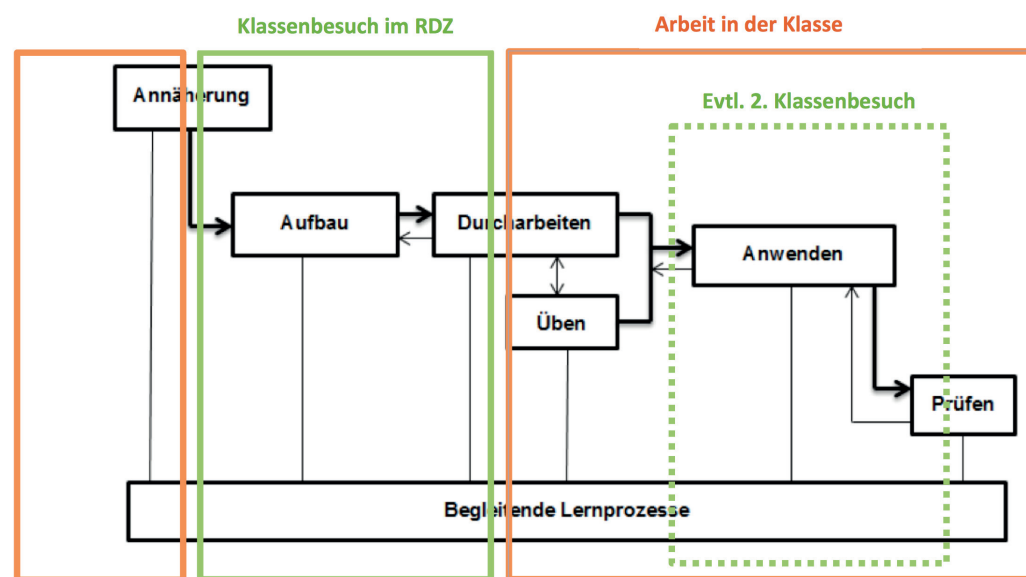 Klassenbesuch im RDZ
Arbeit in der Klasse
Annäherung
Evtl. 2. Klassenbesuch
Aufbau
Durcharbeiten
Anwenden
Üben
Prüfen
Begleitende Lernprozesse